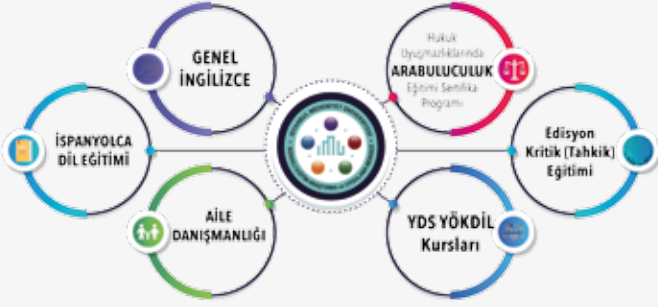 GENEL
İNGİLİZCE
Hukuk
Uyuşmazlıklarında
ARABULUCULUK
Eğitimi Sertifika
Programı
İSPANYOLCA
DİL EĞİTİMİ
Edisyon
Kritik (Tahkik)
Eğitimi
AİLE
DANIŞMANLIĞI
YDS YÖKDİL
Kursları